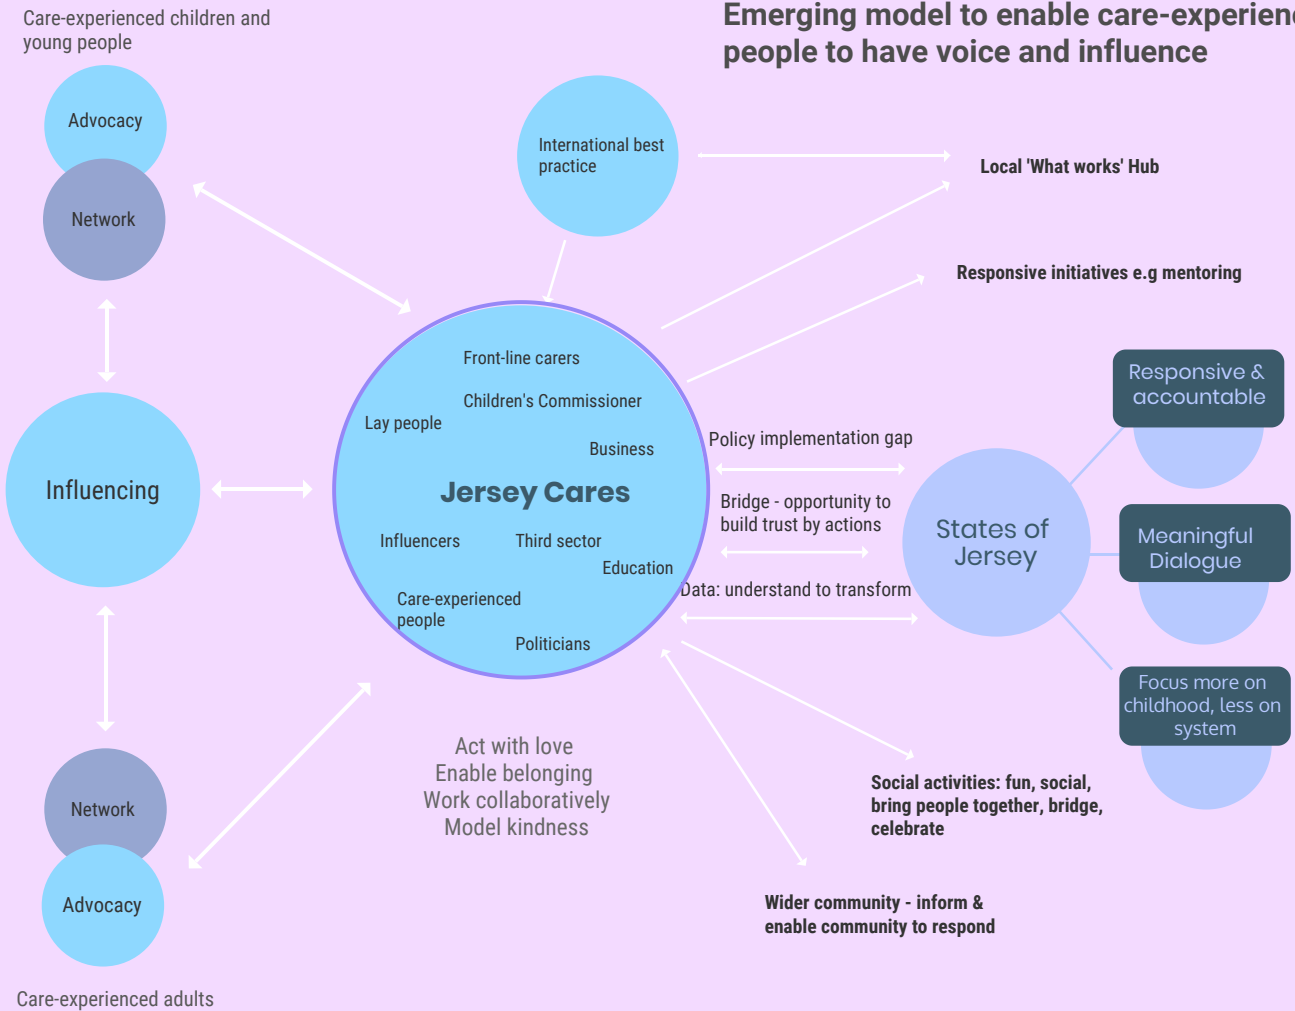 Care-experienced children and
young people
Emerging model to enable care-experien
people to have voice and influence
Advocacy
Network
International best
practice
Local 'What works' Hub
Responsive initiatives e.g mentoring
Front-line carers
Children's Commissioner
Lay people
Business
Jersey Cares
Influencers
Third sector
Education
Care-experienced
people
Politicians
Influencing
Policy implementation gap
Bridge - opportunity to
build trust by actions
Data: understand to transform
States of
Jersey
Responsive &
accountable
Meaningful
Dialogue
Focus more on
childhood, less on
system
Act with love
Enable belonging
Work collaboratively
Model kindness
Social activities: fun, social,
bring people together, bridge,
celebrate
Wider community - inform &
enable community to respond
Network
Advocacy
Care-experienced adults